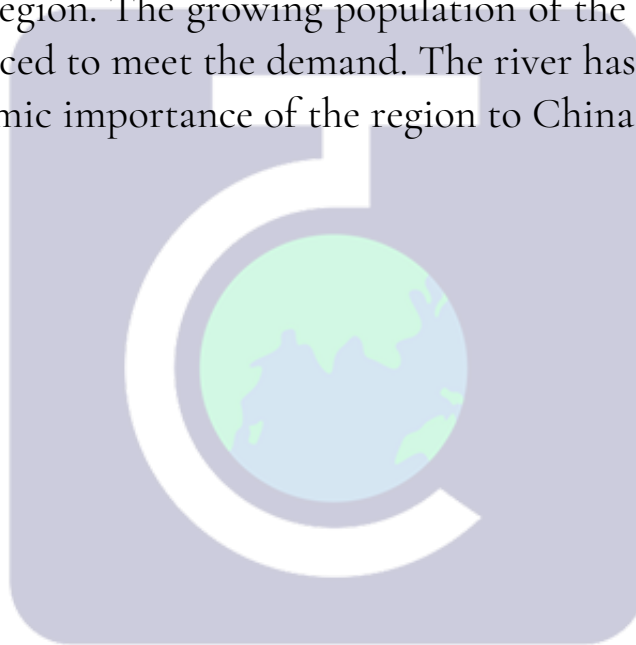 egion. The growing population of the
ced to meet the demand. The river has
mic importance of the region to China